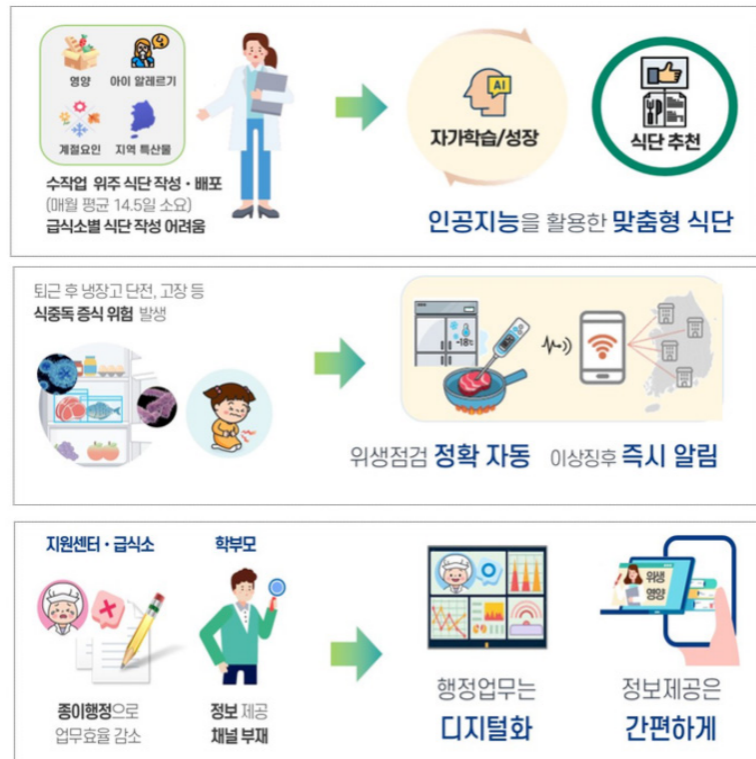 영양 아이 알레르기
계절요인 지역 특산물
수작업 위주 식단 작성·배포
(매월 평균 14.5일 소요)
급식소별 식단 작성 어려움
AI
자가학습/성장
식단 추천
인공지능을 활용한 맞춤형 식단
퇴근 후 냉장고 단전, 고장 등
식중독 증식 위험 발생
-18℃
위생점검 정확 자동 이상징후 즉시 알림
지원센터·급식소 학부모
종이행정으로
업무효율 감소
정보 제공
채널 부재
위생
영양
행정업무는
디지털화
정보제공은
간편하게